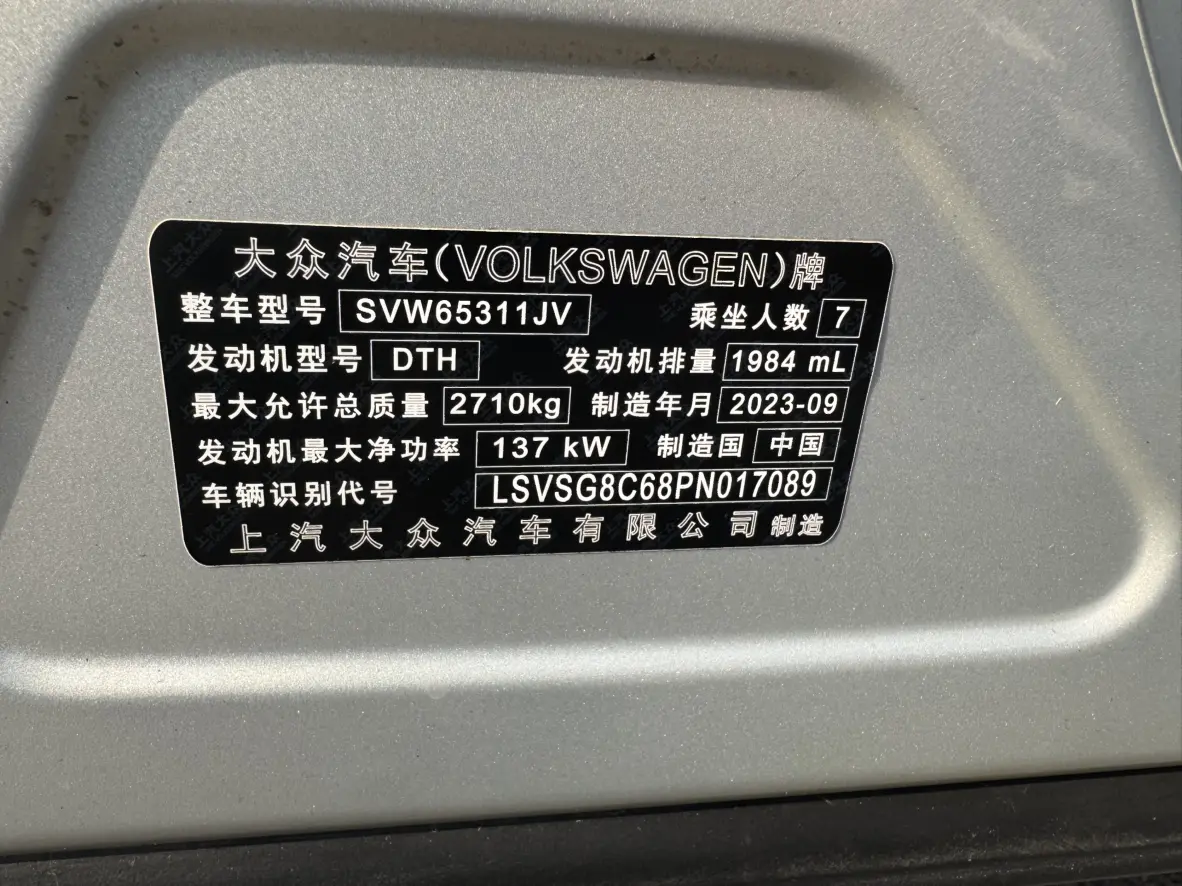 大众汽车(VOLKSWAGEN)牌
整车型号 SVW65311JV 乘坐人数 7
发动机型号 DTH 发动机排量 1984 mL
最大允许总质量 2710kg 制造年月 2023-09
发动机最大净功率 137 kW 制造国 中国
车辆识别代号 LSVSG8C68PN017089
上汽大众汽车有限公司制造